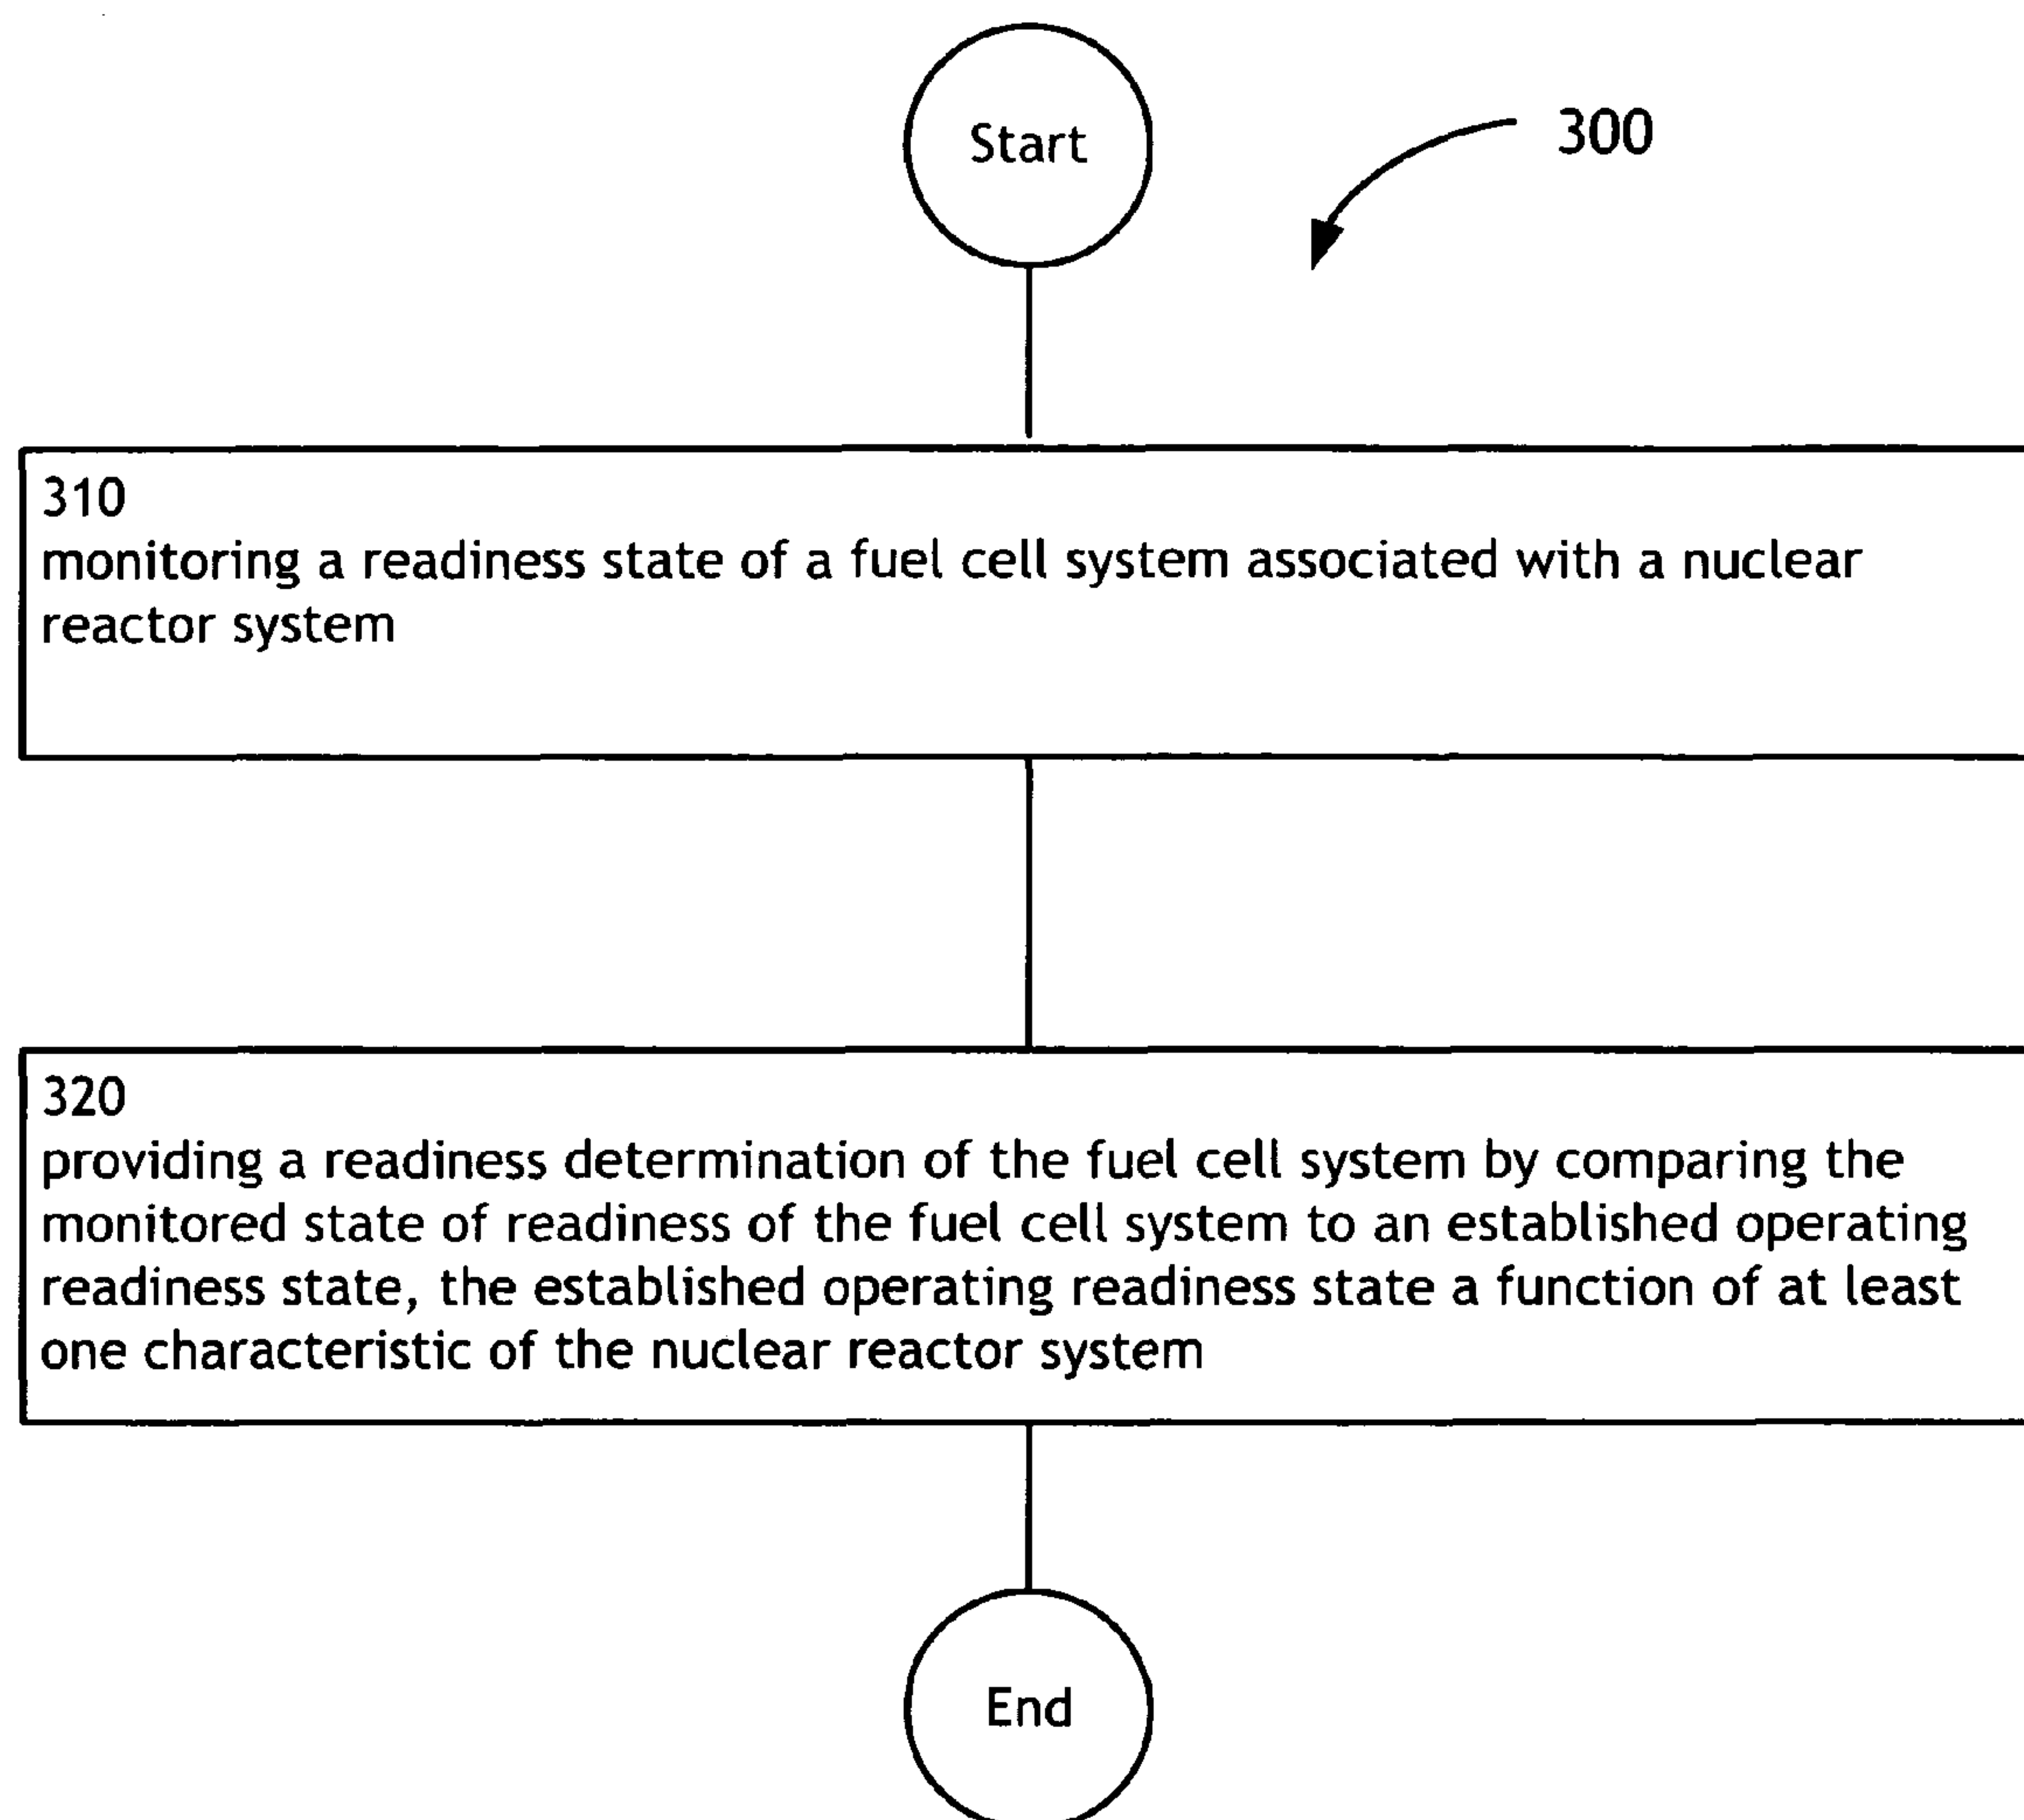 Start
300
310
monitoring a readiness state of a fuel cell system associated with a nuclear
reactor system
320
providing a readiness determination of the fuel cell system by comparing the
monitored state of readiness of the fuel cell system to an established operating
readiness state, the established operating readiness state a function of at least
one characteristic of the nuclear reactor system
End